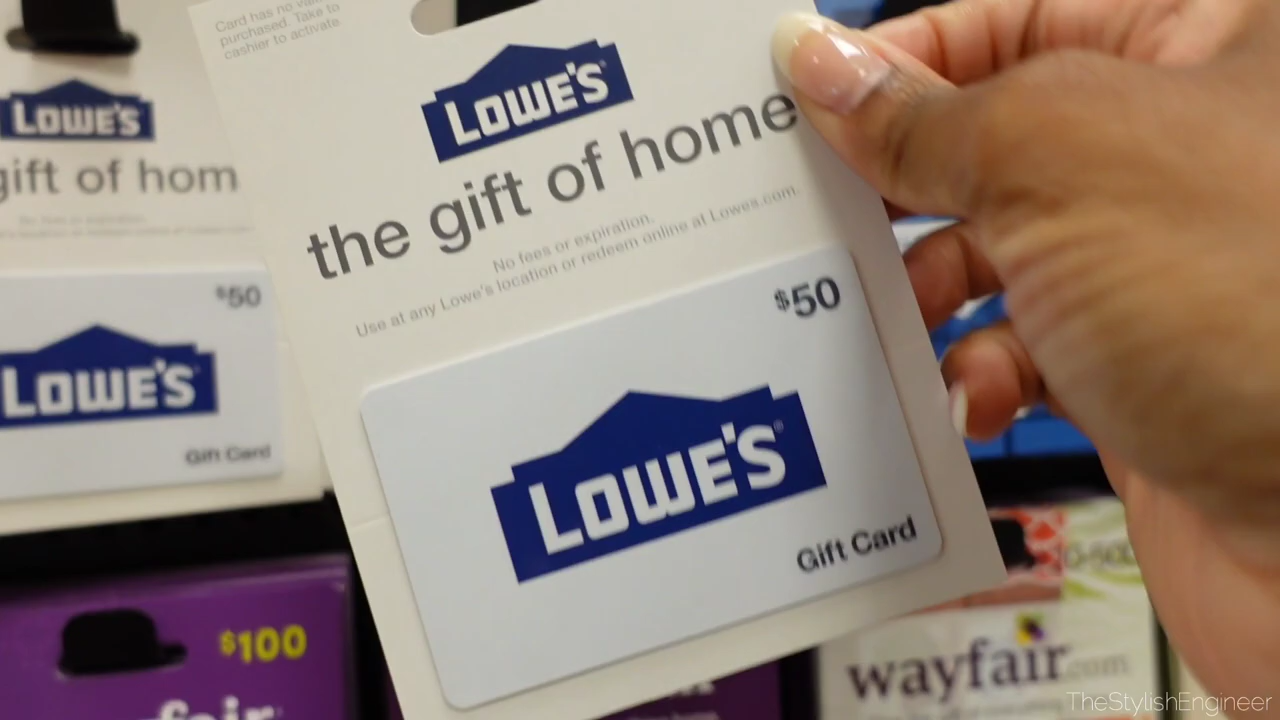 Card has no
purchased. Take to
cashier to activate.
LOWE'S
the gift of home
No fees or expiration.
Use at any Lowe's location or redeem online at Lowes.com.
$50
LOWE'S
Gift Card
LOWE'S
gift of hom
$50
LOWE'S
Gift Card
$100
wayfair.com
TheStylishEngineer